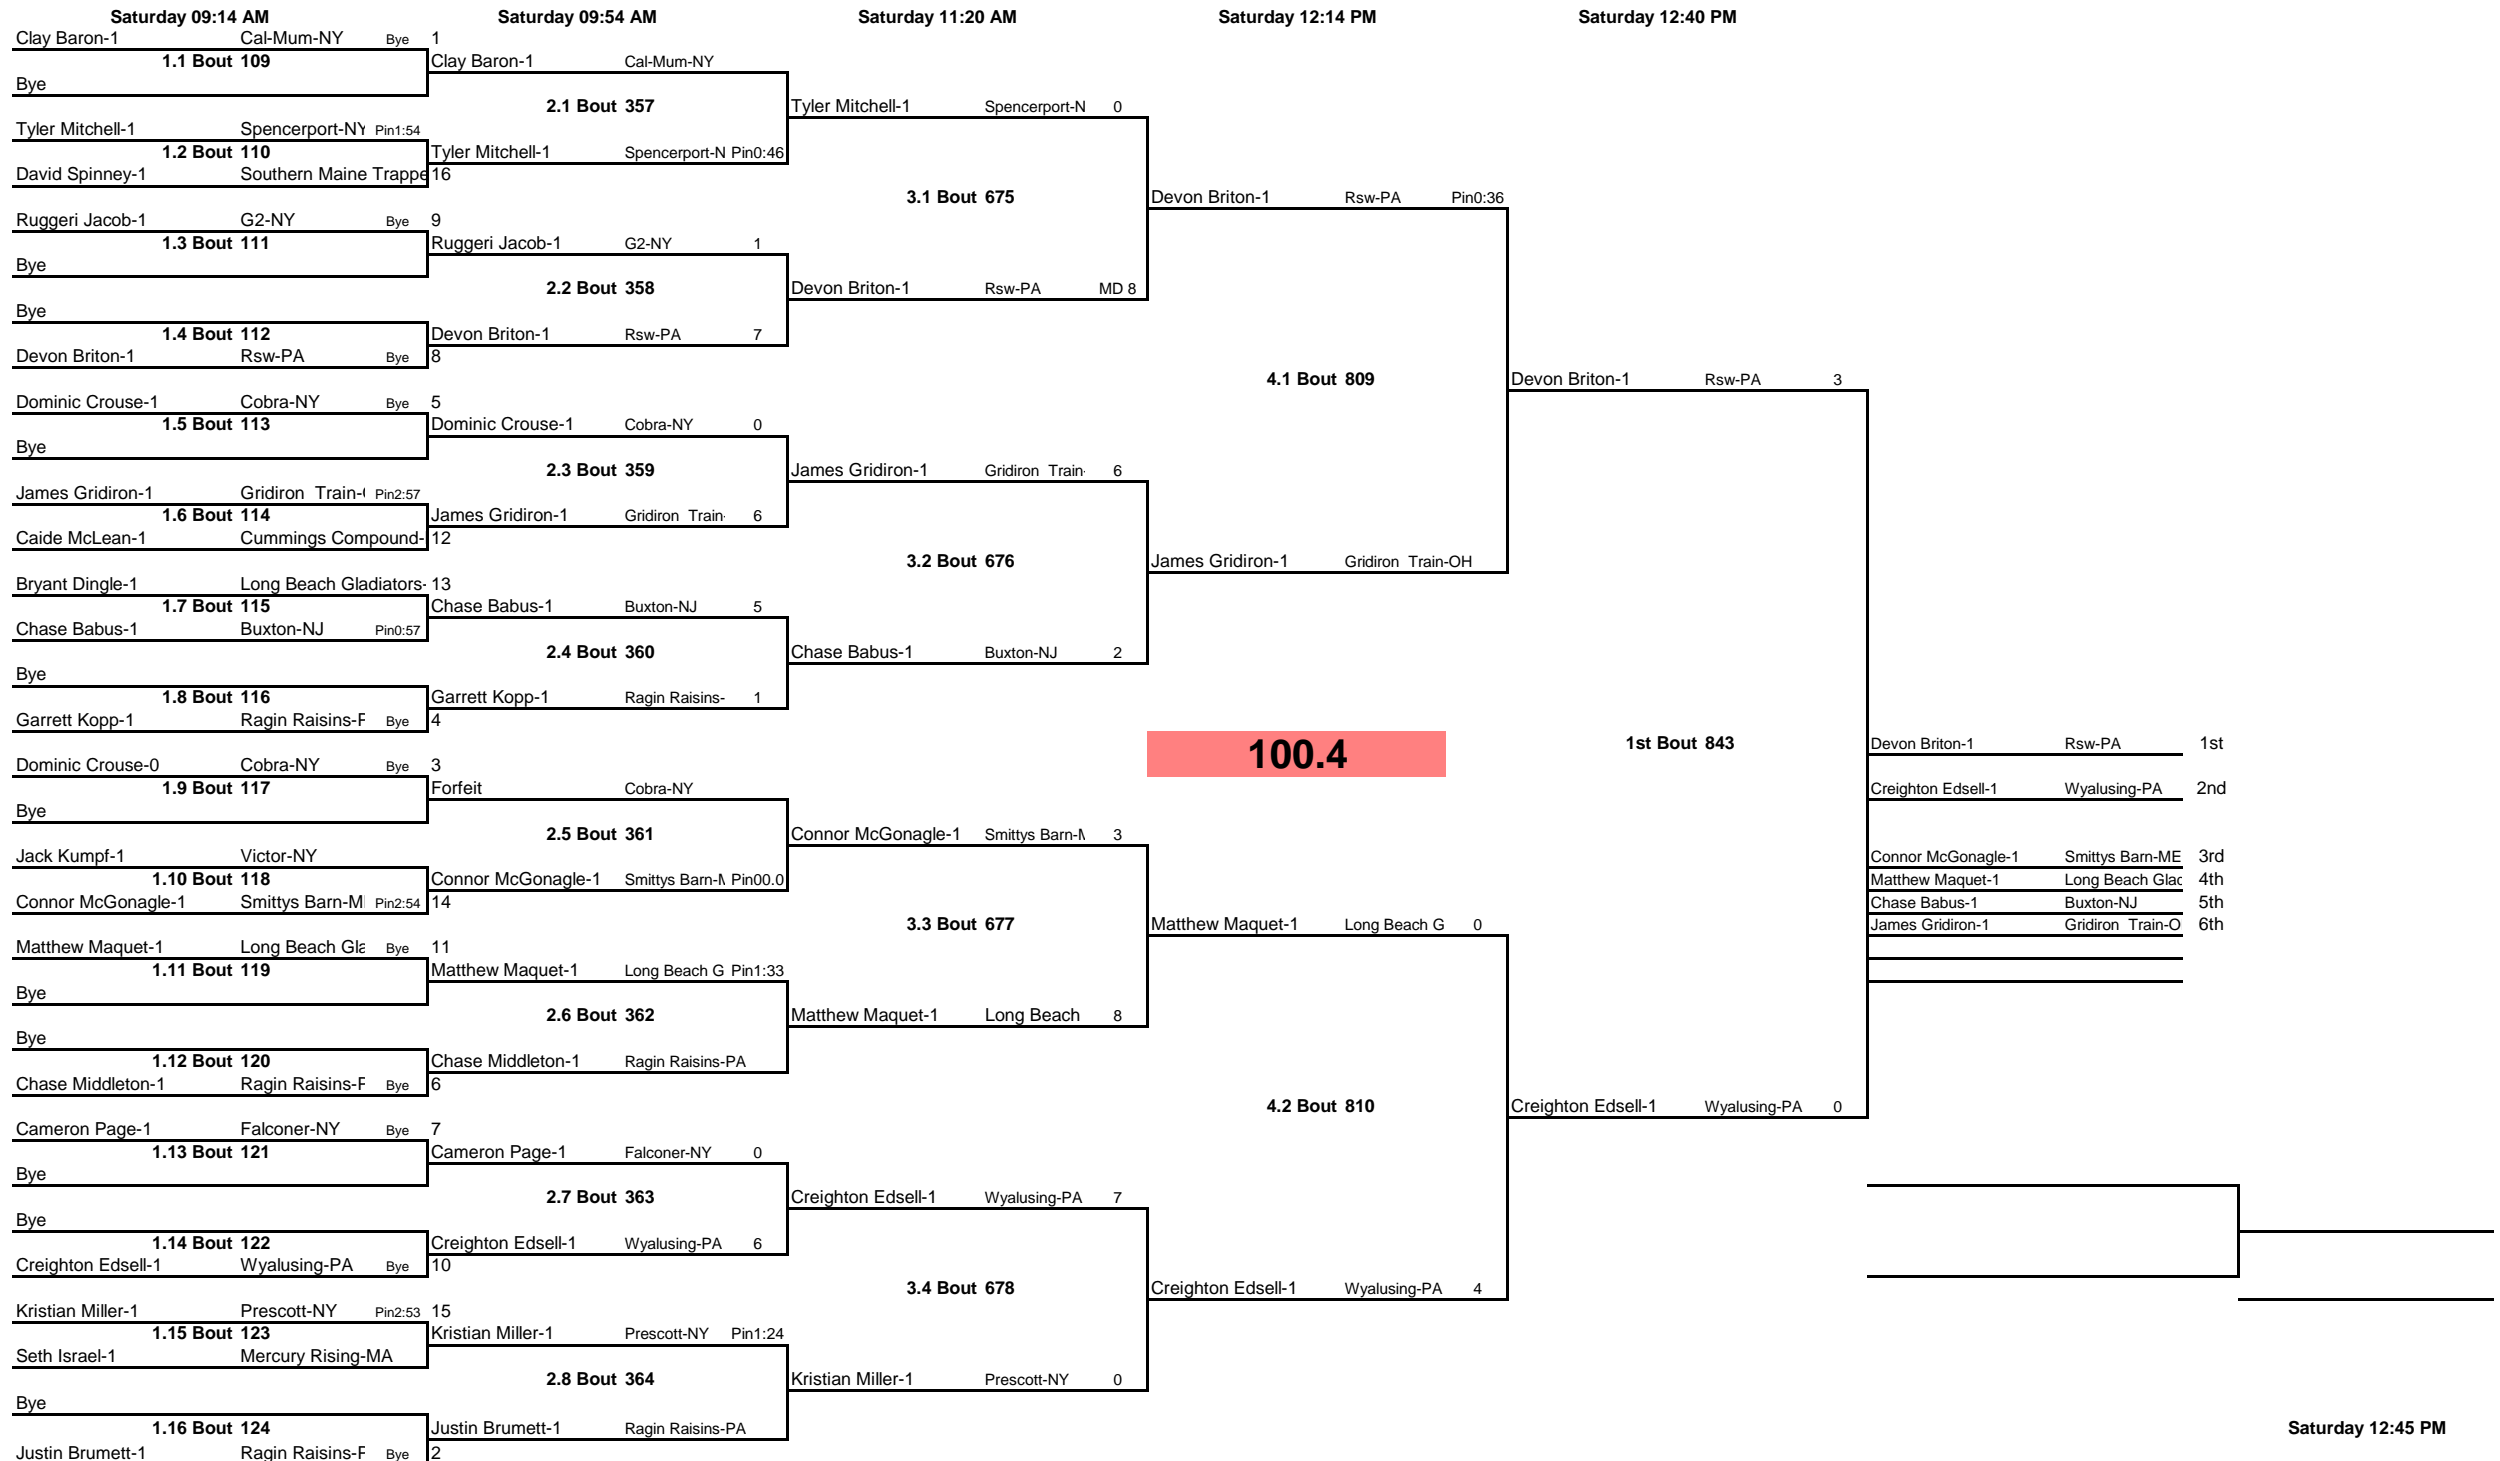 Saturday 09:14 AM Saturday 09:54 AM Saturday 11:20 AM Saturday 12:14 PM Saturday 12:40 PM
Clay Baron-1 Cal-Mum-NY Bye 1
1.1 Bout 109 Clay Baron-1 Cal-Mum-NY
Bye
2.1 Bout 357 Tyler Mitchell-1 Spencerport-N 0
Tyler Mitchell-1 Spencerport-NY Pin1:54
1.2 Bout 110 Tyler Mitchell-1 Spencerport-N Pin0:46
David Spinney-1 Southern Maine Trappe 16
3.1 Bout 675 Devon Briton-1 Rsw-PA Pin0:36
Ruggeri Jacob-1 G2-NY Bye 9
1.3 Bout 111 Ruggeri Jacob-1 G2-NY 1
Bye
2.2 Bout 358 Devon Briton-1 Rsw-PA MD 8
Bye
1.4 Bout 112 Devon Briton-1 Rsw-PA 7
Devon Briton-1 Rsw-PA Bye 8
4.1 Bout 809 Devon Briton-1 Rsw-PA 3
Dominic Crouse-1 Cobra-NY Bye 5
1.5 Bout 113 Dominic Crouse-1 Cobra-NY 0
Bye
2.3 Bout 359 James Gridiron-1 Gridiron Train- 6
James Gridiron-1 Gridiron Train-( Pin2:57
1.6 Bout 114 James Gridiron-1 Gridiron Train- 6
Caide McLean-1 Cummings Compound- 12
3.2 Bout 676 James Gridiron-1 Gridiron Train-OH
Bryant Dingle-1 Long Beach Gladiators- 13
1.7 Bout 115 Chase Babus-1 Buxton-NJ 5
Chase Babus-1 Buxton-NJ Pin0:57
2.4 Bout 360 Chase Babus-1 Buxton-NJ 2
Bye
1.8 Bout 116 Garrett Kopp-1 Ragin Raisins- 1
Garrett Kopp-1 Ragin Raisins-F Bye 4
100.4 1st Bout 843 Devon Briton-1 Rsw-PA 1st
Dominic Crouse-0 Cobra-NY Bye 3
1.9 Bout 117 Forfeit Cobra-NY Creighton Edsell-1 Wyalusing-PA 2nd
Bye
2.5 Bout 361 Connor McGonagle-1 Smittys Barn-M 3
Jack Kumpf-1 Victor-NY Connor McGonagle-1 Smittys Barn-ME 3rd
1.10 Bout 118 Connor McGonagle-1 Smittys Barn-M Pin00.0 Matthew Maquet-1 Long Beach Glad 4th
Connor McGonagle-1 Smittys Barn-M Pin2:54 14 Chase Babus-1 Buxton-NJ 5th
3.3 Bout 677 Matthew Maquet-1 Long Beach G 0 James Gridiron-1 Gridiron Train-O 6th
Matthew Maquet-1 Long Beach Gla Bye 11
1.11 Bout 119 Matthew Maquet-1 Long Beach G Pin1:33
Bye
2.6 Bout 362 Matthew Maquet-1 Long Beach 8
Bye
1.12 Bout 120 Chase Middleton-1 Ragin Raisins-PA
Chase Middleton-1 Ragin Raisins-F Bye 6
4.2 Bout 810 Creighton Edsell-1 Wyalusing-PA 0
Cameron Page-1 Falconer-NY Bye 7
1.13 Bout 121 Cameron Page-1 Falconer-NY 0
Bye
2.7 Bout 363 Creighton Edsell-1 Wyalusing-PA 7
Bye
1.14 Bout 122 Creighton Edsell-1 Wyalusing-PA 6
Creighton Edsell-1 Wyalusing-PA Bye 10
3.4 Bout 678 Creighton Edsell-1 Wyalusing-PA 4
Kristian Miller-1 Prescott-NY Pin2:53 15
1.15 Bout 123 Kristian Miller-1 Prescott-NY Pin1:24
Seth Israel-1 Mercury Rising-MA
2.8 Bout 364 Kristian Miller-1 Prescott-NY 0
Bye
1.16 Bout 124 Justin Brumett-1 Ragin Raisins-PA Saturday 12:45 PM
Justin Brumett-1 Ragin Raisins-F Bye 2